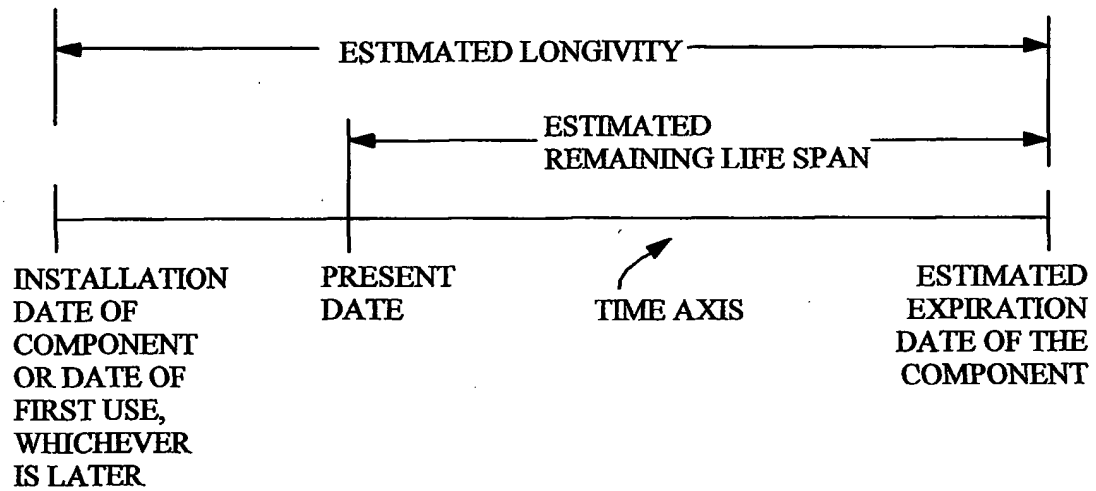 ESTIMATED LONGIVITY
ESTIMATED
REMAINING LIFE SPAN
INSTALLATION
DATE OF
COMPONENT
OR DATE OF
FIRST USE,
WHICHEVER
IS LATER
PRESENT
DATE
TIME AXIS
ESTIMATED
EXPIRATION
DATE OF THE
COMPONENT